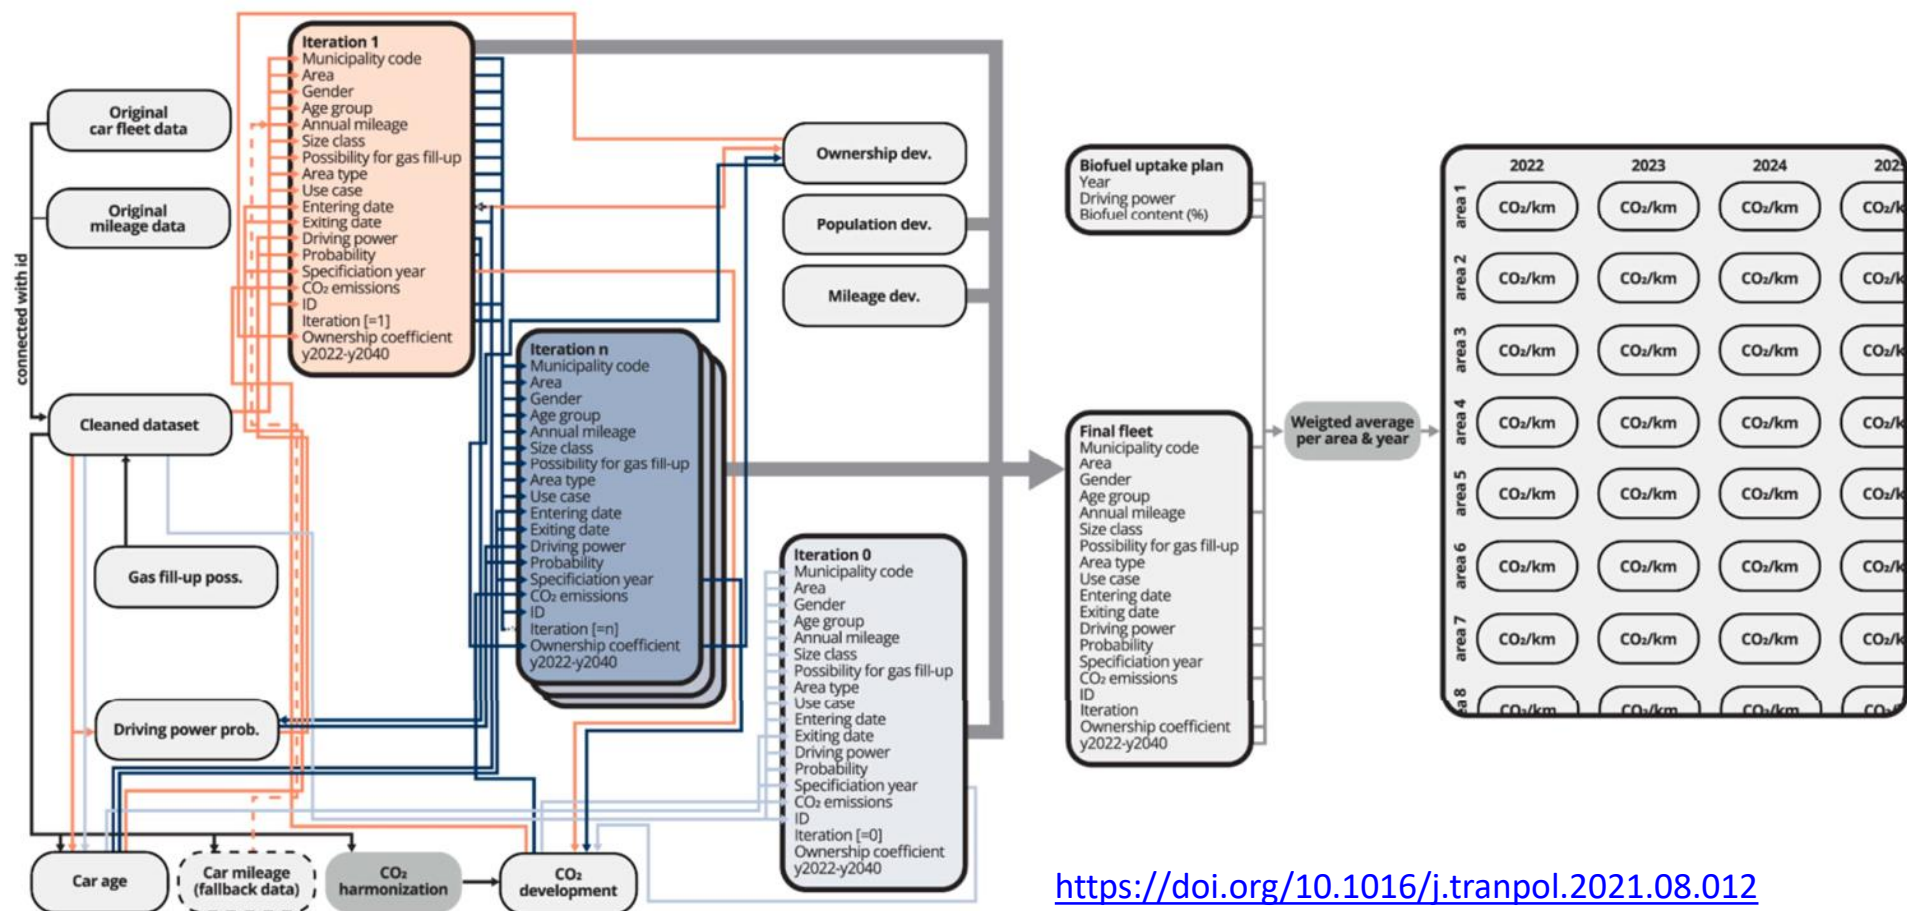 Original
car fleet data
Original
mileage data
connected with id
Cleaned dataset
Gas fill-up poss.
Driving power prob.
Car age
Car mileage
(fallback data)
CO₂
harmonization
CO₂
development
Iteration 1
Municipality code
Area
Gender
Age group
Annual mileage
Size class
Possibility for gas fill-up
Area type
Use case
Entering date
Exiting date
Driving power
Probability
Specificiation year
CO₂ emissions
ID
Iteration [=1]
Ownership coefficient
y2022-y2040
Iteration n
Municipality code
Area
Gender
Age group
Annual mileage
Size class
Possibility for gas fill-up
Area type
Use case
Entering date
Exiting date
Driving power
Probability
Specificiation year
CO₂ emissions
ID
Iteration [=n]
Ownership coefficient
y2022-y2040
Ownership dev.
Population dev.
Mileage dev.
Iteration 0
Municipality code
Area
Gender
Age group
Annual mileage
Size class
Possibility for gas fill-up
Area type
Use case
Entering date
Exiting date
Driving power
Probability
Specificiation year
CO₂ emissions
ID
Iteration [=0]
Ownership coefficient
y2022-y2040
Biofuel uptake plan
Year
Driving power
Biofuel content (%)
Final fleet
Municipality code
Area
Gender
Age group
Annual mileage
Size class
Possibility for gas fill-up
Area type
Use case
Entering date
Exiting date
Driving power
Probability
Specificiation year
CO₂ emissions
ID
Iteration
Ownership coefficient
y2022-y2040
Weigted average
per area & year
2022 2023 2024
area 1 CO₂/km CO₂/km CO₂/km
area 2 CO₂/km CO₂/km CO₂/km
area 3 CO₂/km CO₂/km CO₂/km
area 4 CO₂/km CO₂/km CO₂/km
area 5 CO₂/km CO₂/km CO₂/km
area 6 CO₂/km CO₂/km CO₂/km
area 7 CO₂/km CO₂/km CO₂/km
CO₂/km CO₂/km CO₂/km
https://doi.org/10.1016/j.tranpol.2021.08.012